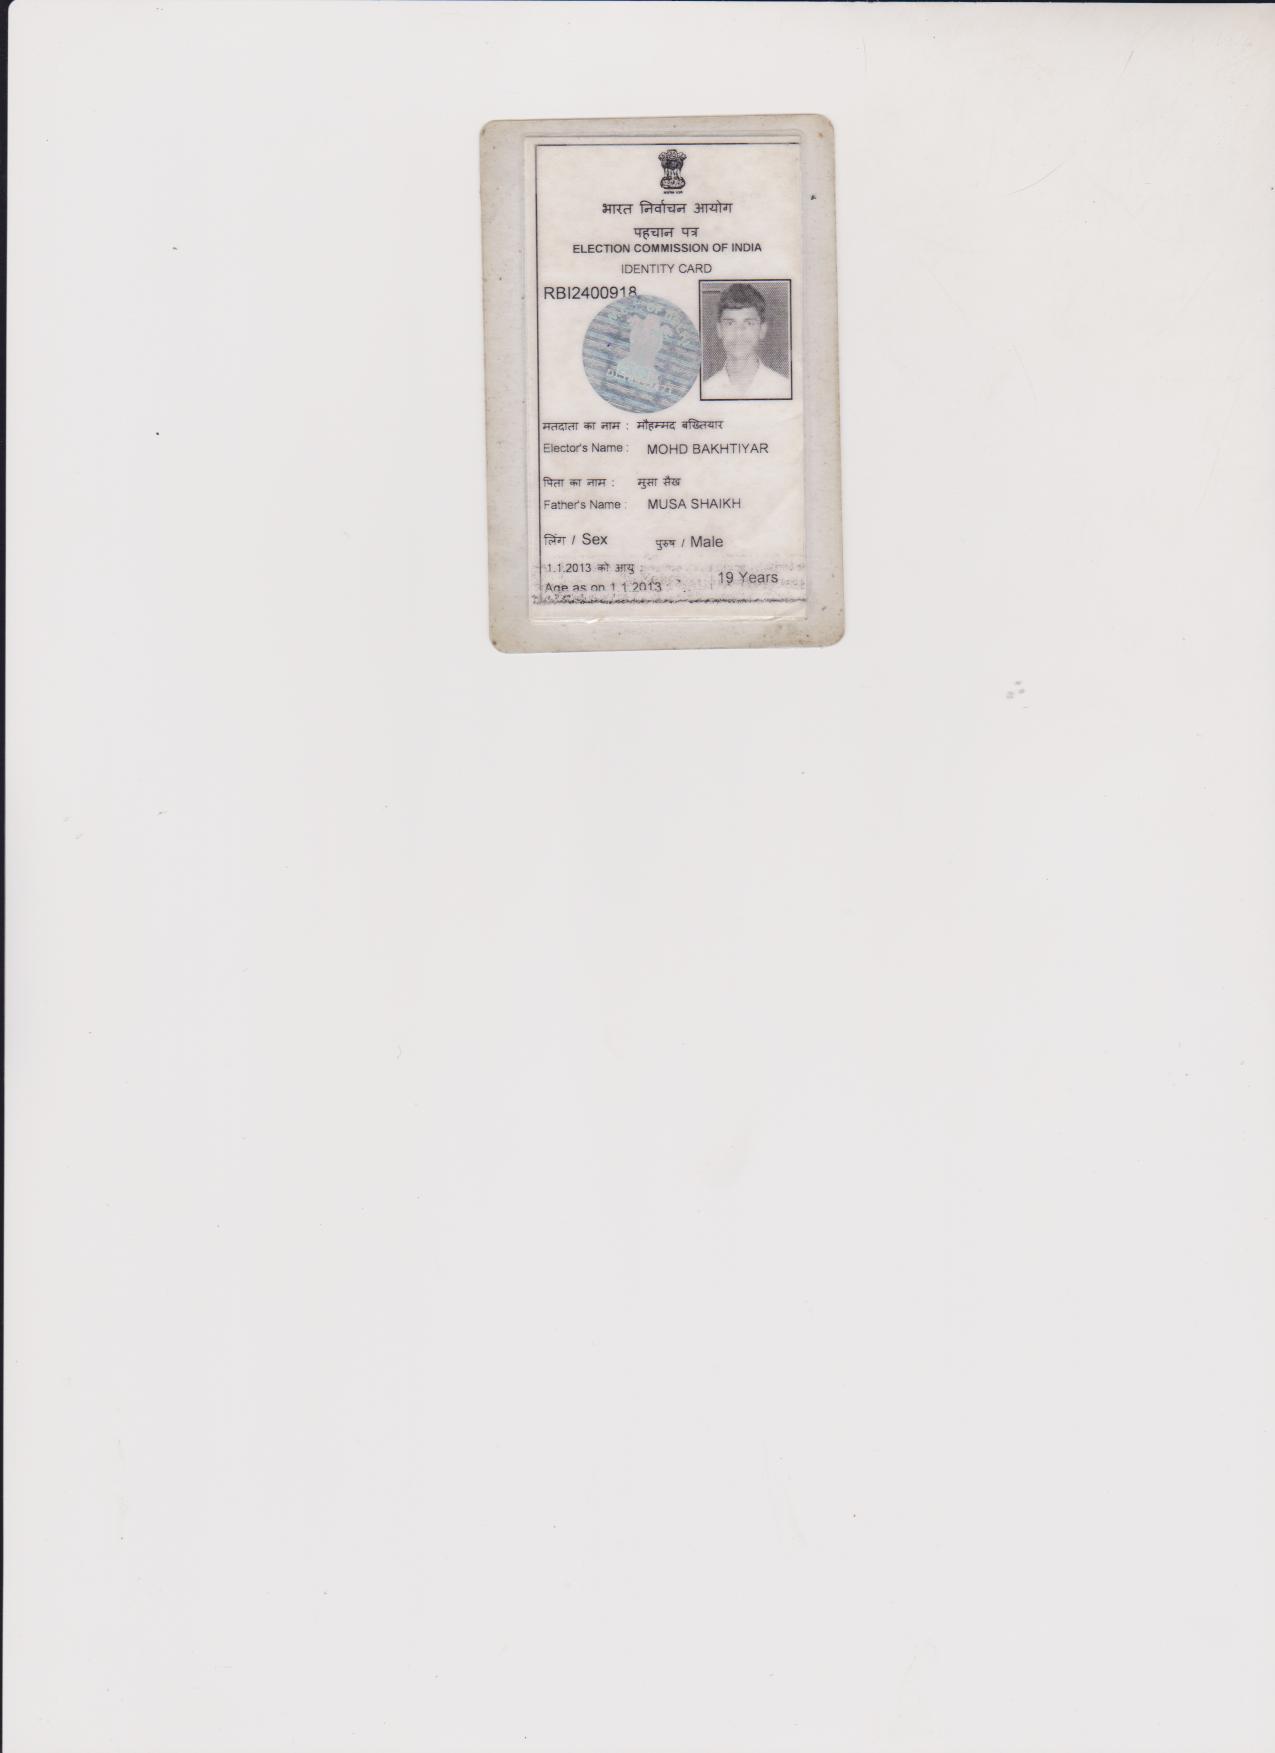 भारत निर्वाचन आयोग
पहचान पत्र
ELECTION COMMISSION OF INDIA
IDENTITY CARD
RBI2400918
मतदाता का नाम : मौहम्मद बख्तियार
Elector's Name : MOHD BAKHTIYAR
पिता का नाम : मुसा सैख
Father's Name : MUSA SHAIKH
लिंग / Sex पुरुष / Male
1.1.2013 को आयु :
Age as on 1.1.2013 : 19 Years